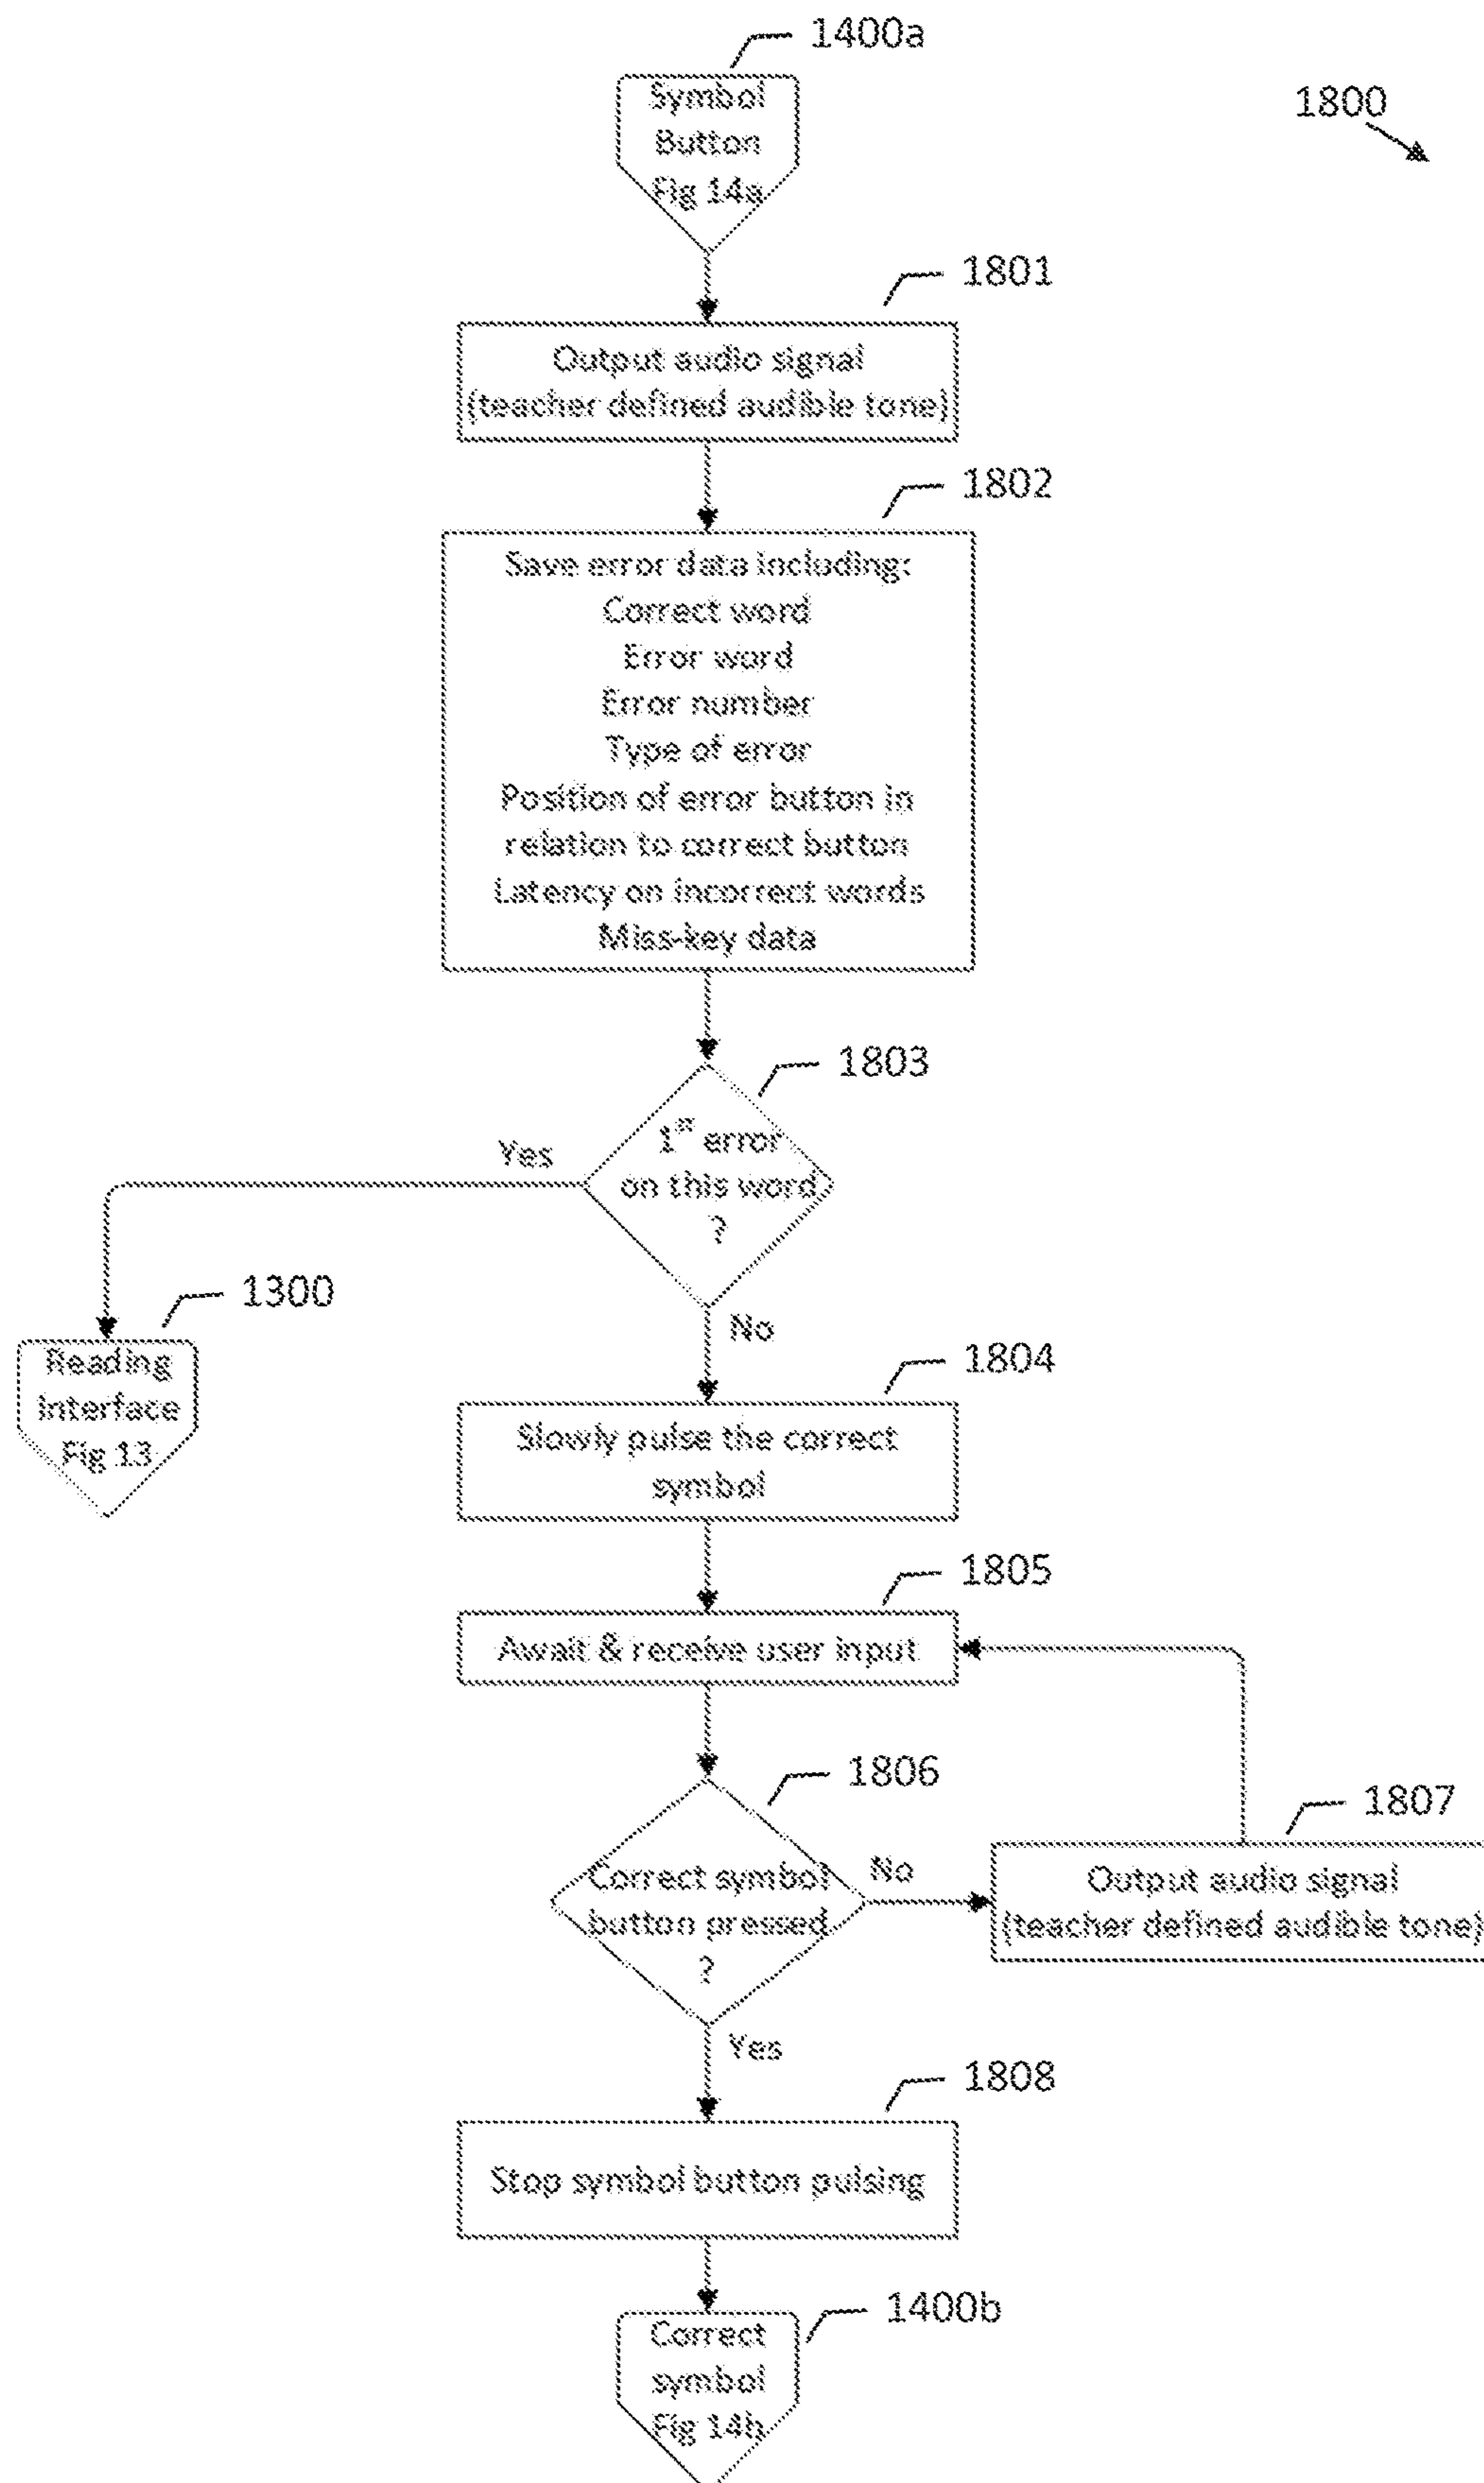 1400a
Symbol
Button
Fig 14a
1800
1801
Output audio signal
(teacher defined audible tone)
1802
Save error data including:
Correct word
Error word
Error number
Type of error
Position of error button in
relation to correct button
Latency on incorrect words
Miss-key data
1803
1st error
on this word
?
Yes
No
1300
Reading
Interface
Fig 13
1804
Slowly pulse the correct
symbol
1805
Await & receive user input
1806
Correct symbol
button pressed
?
No
1807
Output audio signal
(teacher defined audible tone)
Yes
1808
Stop symbol button pulsing
1400b
Correct
symbol
Fig 14b